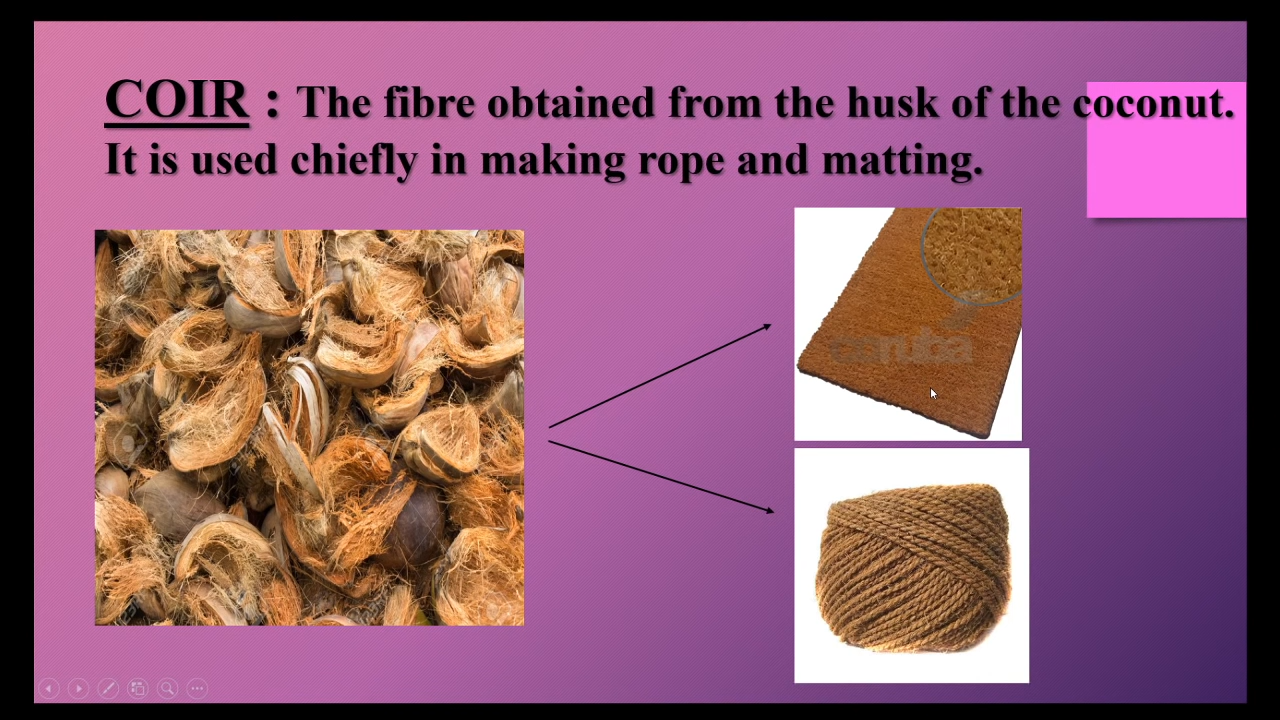 COIR : The fibre obtained from the husk of the coconut.
It is used chiefly in making rope and matting.